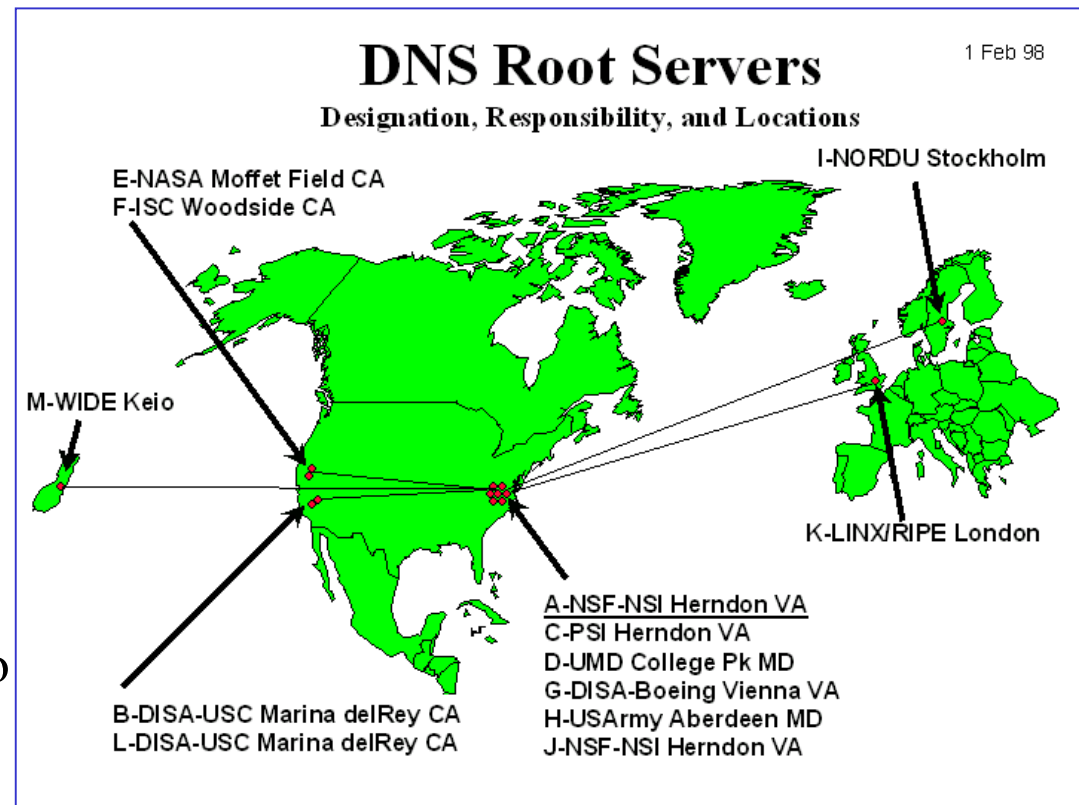 DNS Root Servers
1 Feb 98
Designation, Responsibility, and Locations
I-NORDU Stockholm
E-NASA Moffet Field CA
F-ISC Woodside CA
M-WIDE Keio
K-LINX/RIPE London
A-NSF-NSI Herndon VA
C-PSI Herndon VA
D-UMD College Pk MD
G-DISA-Boeing Vienna VA
H-USArmy Aberdeen MD
J-NSF-NSI Herndon VA
B-DISA-USC Marina delRey CA
L-DISA-USC Marina delRey CA